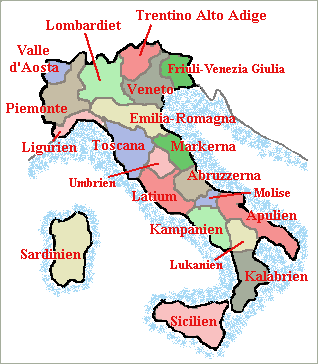 Trentino Alto Adige
Lombardiet
Valle
d'Aosta
Friuli-Venezia Giulia
Veneto
Piemonte
Emilia-Romagna
Ligurien
Toscana
Markerna
Umbrien
Abruzzerna
Latium
Molise
Apulien
Kampanien
Sardinien
Lukanien
Kalabrien
Sicilien